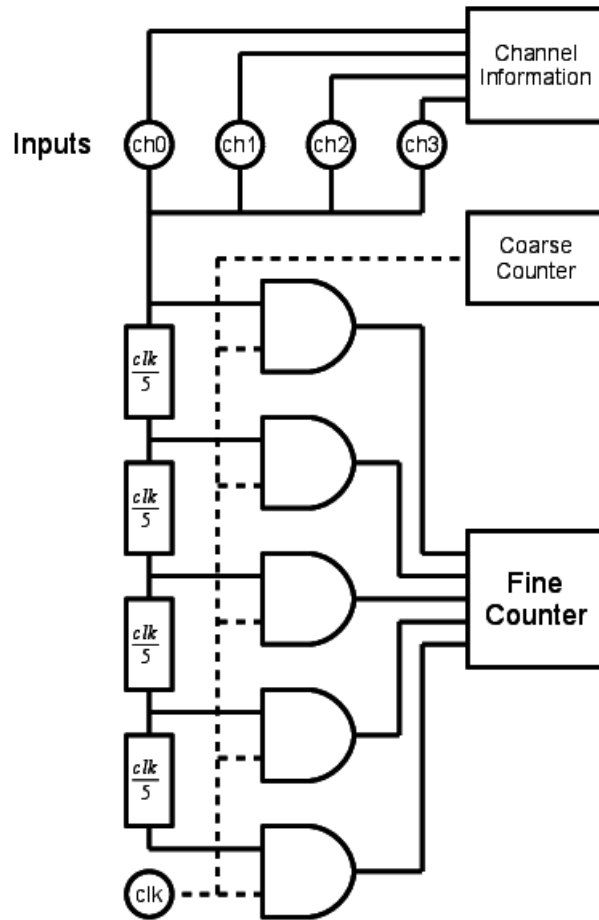 Channel
Information
Inputs
ch0
ch1
ch2
ch3
Coarse
Counter
clk
5
clk
5
clk
5
clk
5
Fine
Counter
clk